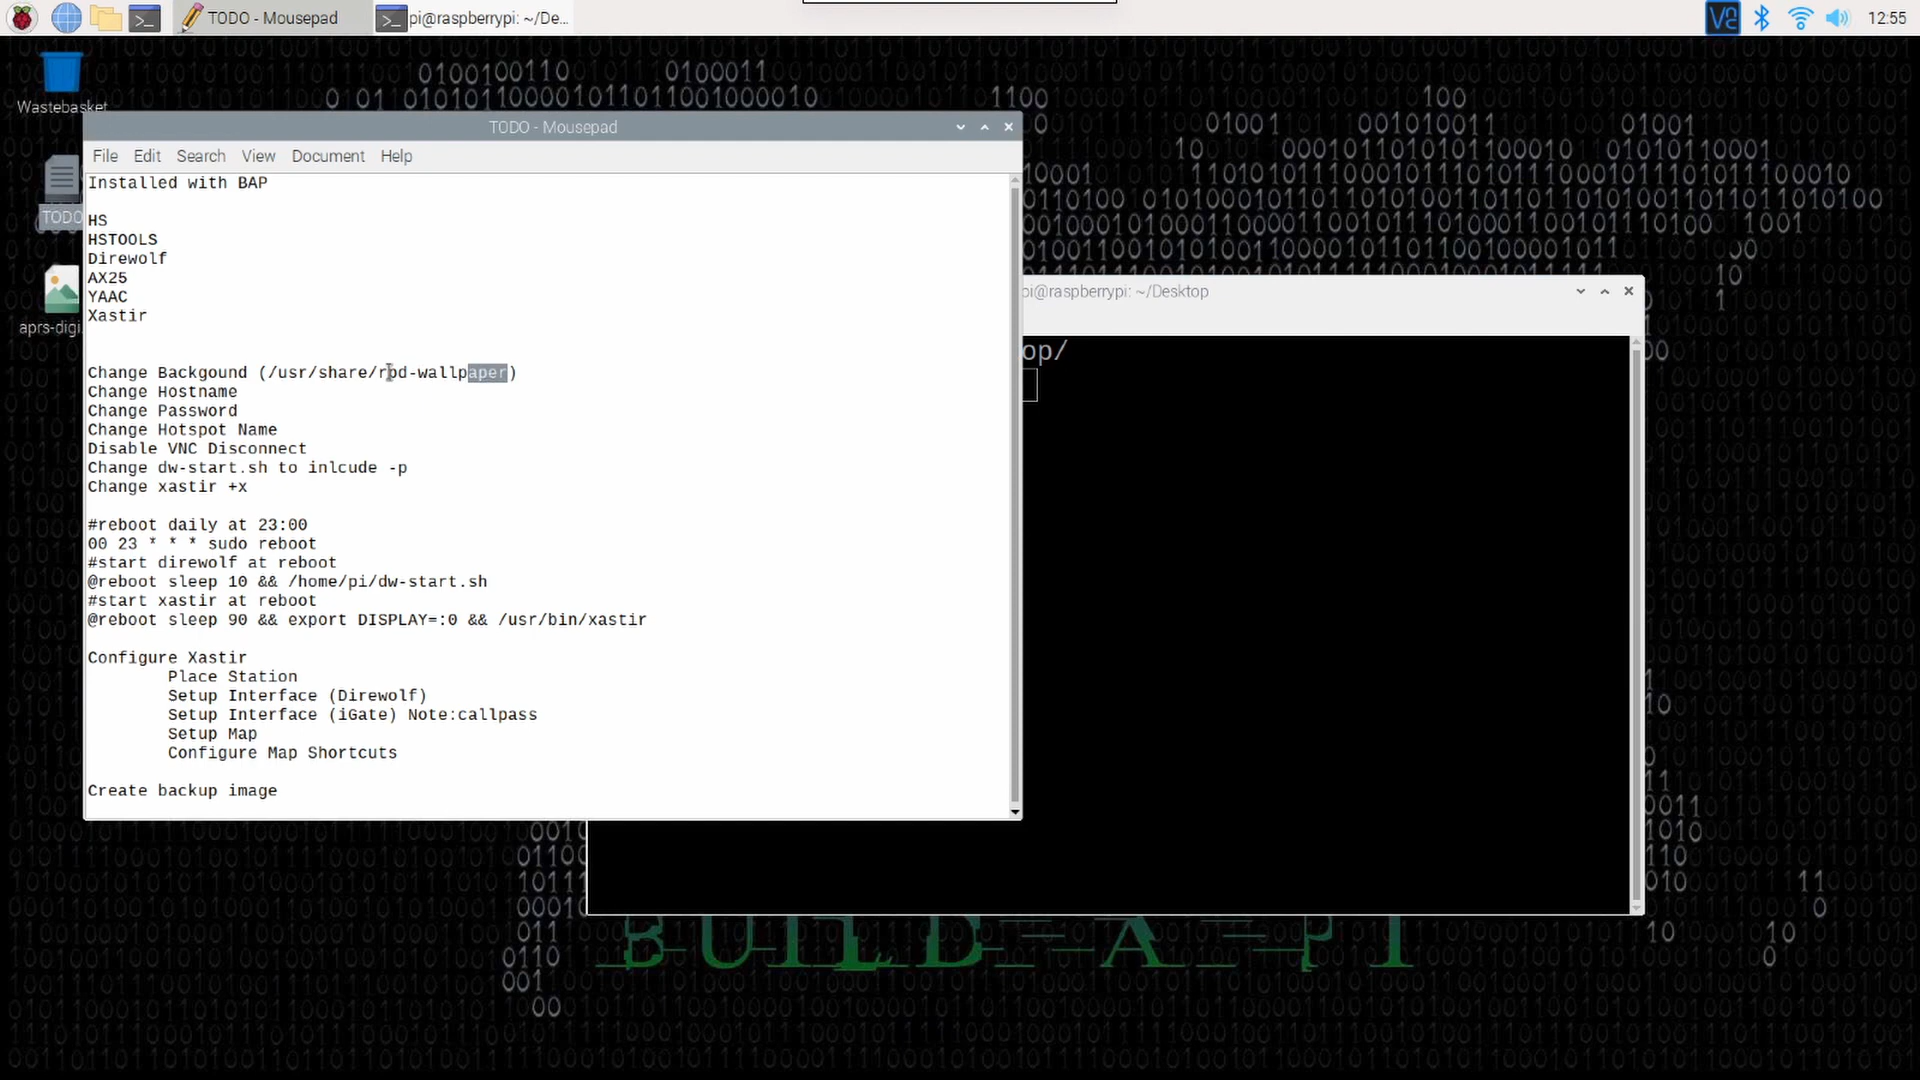 TODO - Mousepad
pi@raspberrypi: ~/De...
12:55
Wastebasket
TODO
aprs-digi.
TODO - Mousepad
File Edit Search View Document Help
Installed with BAP
HS
HSTOOLS
Direwolf
AX25
YAAC
Xastir
Change Backgound (/usr/share/rpd-wallpaper)
Change Hostname
Change Password
Change Hotspot Name
Disable VNC Disconnect
Change dw-start.sh to inlcude -p
Change xastir +x
#reboot daily at 23:00
00 23 * * * sudo reboot
#start direwolf at reboot
@reboot sleep 10 && /home/pi/dw-start.sh
#start xastir at reboot
@reboot sleep 90 && export DISPLAY=:0 && /usr/bin/xastir
Configure Xastir
Place Station
Setup Interface (Direwolf)
Setup Interface (iGate) Note:callpass
Setup Map
Configure Map Shortcuts
Create backup image
pi@raspberrypi: ~/Desktop
op/
BUILD-A-PI